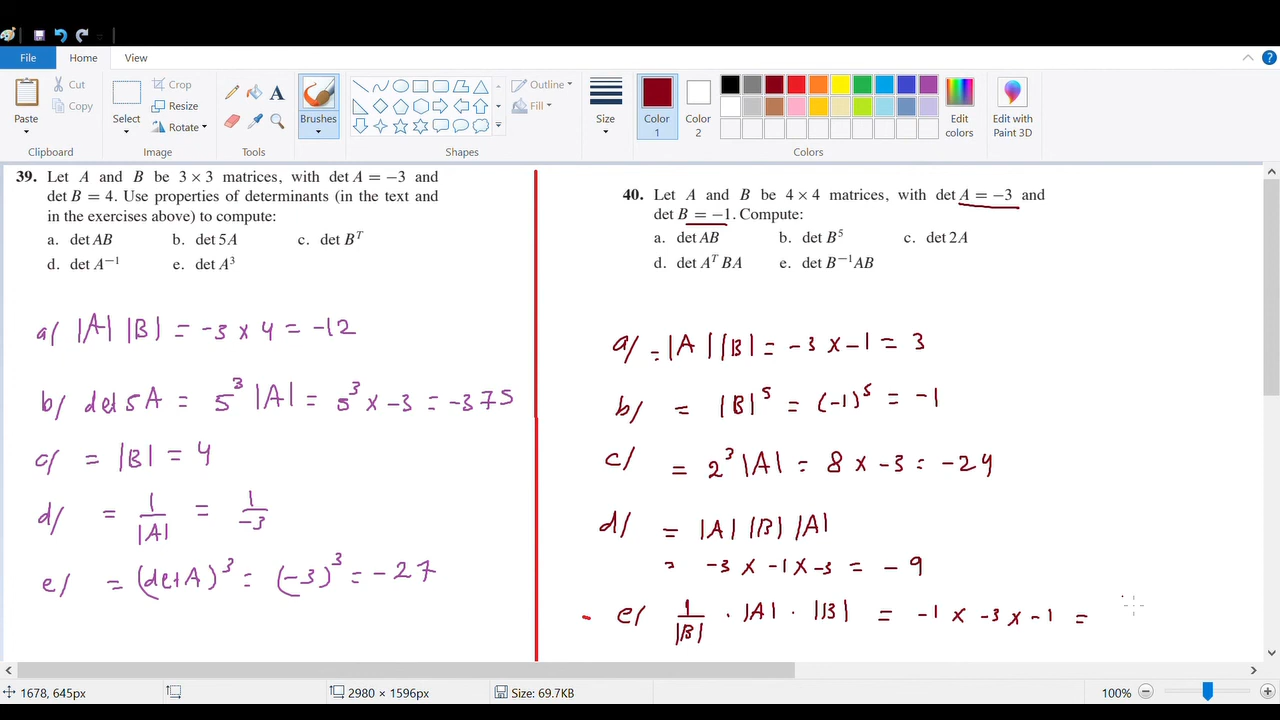 File Home View
Paste
Cut
Copy
Clipboard
Select
Crop
Resize
Rotate
Image
A
Tools
Brushes
Outline
Fill
Shapes
Size
Color 1
Color 2
Edit colors
Colors
Edit with Paint 3D
39. Let A and B be 3 × 3 matrices, with det A = −3 and
det B = 4. Use properties of determinants (in the text and
in the exercises above) to compute:
a. det AB b. det 5A c. det B^T
d. det A^−1 e. det A^3
a/ |A| |B| = -3 x 4 = -12
b/ det 5A = 5^3 |A| = 5^3 x -3 = -375
c/ = |B| = 4
d/ = 1/|A| = 1/-3
e/ = (det A)^3 = (-3)^3 = -27
40. Let A and B be 4 × 4 matrices, with det A = −3 and
det B = −1. Compute:
a. det AB b. det B^5 c. det 2A
d. det A^T BA e. det B^−1 AB
a/ = |A| |B| = -3 x -1 = 3
b/ = |B|^5 = (-1)^5 = -1
c/ = 2^3 |A| = 8 x -3 = -24
d/ = |A| |B| |A|
= -3 x -1 x -3 = -9
e/ 1/|B| . |A| . |B| = -1 x -3 x -1 =
1678, 645px
2980 × 1596px
Size: 69.7KB
100%